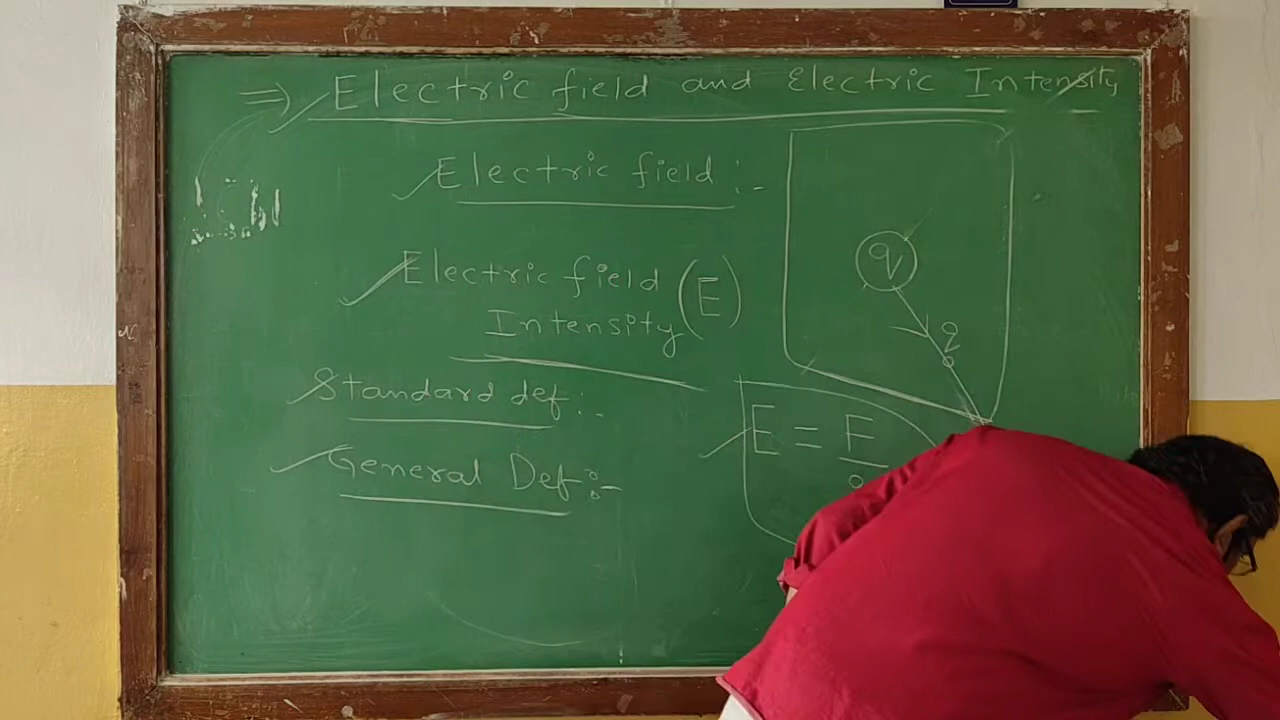 ⇒ Electric field and Electric Intensity
Electric field :-
Electric field (E)
Intensity
Standard def :-
General Def :-
q
E = F